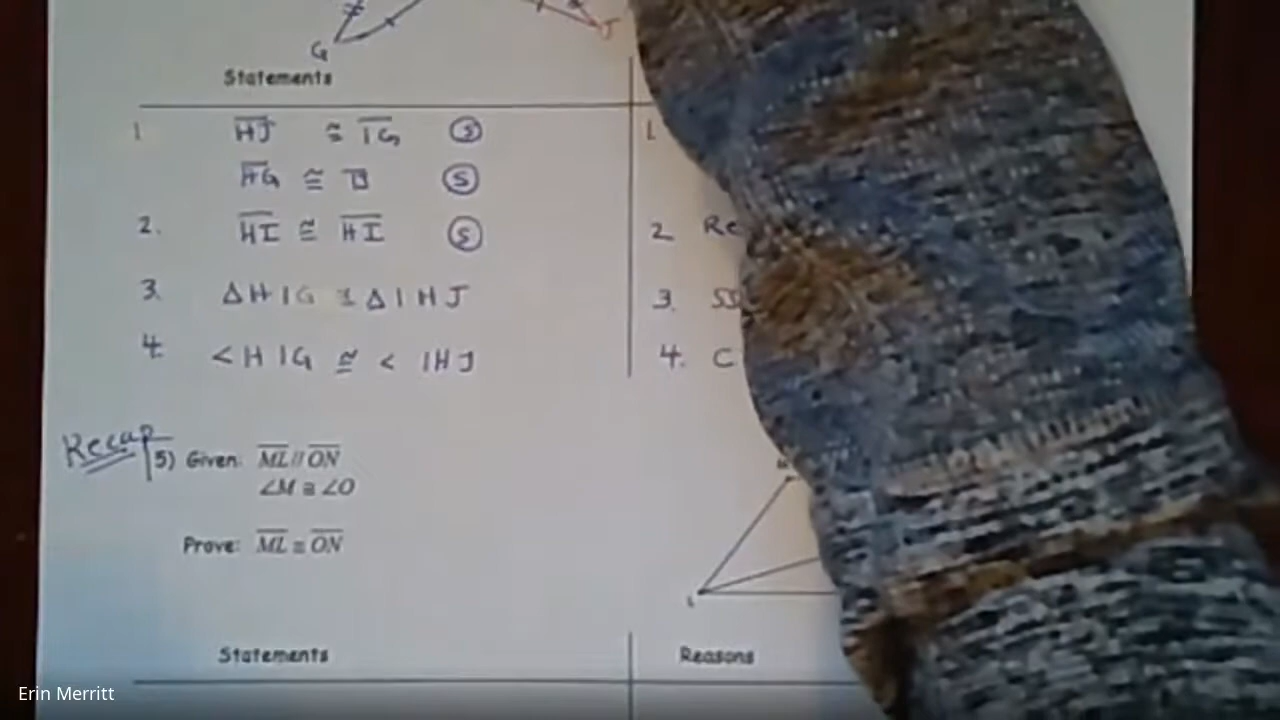 G
J
Statements
1 HJ ≅ IG S 1.
HG ≅ IJ S
2. HI ≅ HI S 2 Re
3. ΔHIG ≅ ΔIHJ 3. SS
4. <HIG ≅ <IHJ 4. C
Recap
5) Given: ML // ON
∠M ≅ ∠O
Prove: ML ≅ ON
L
Statements Reasons
Erin Merritt